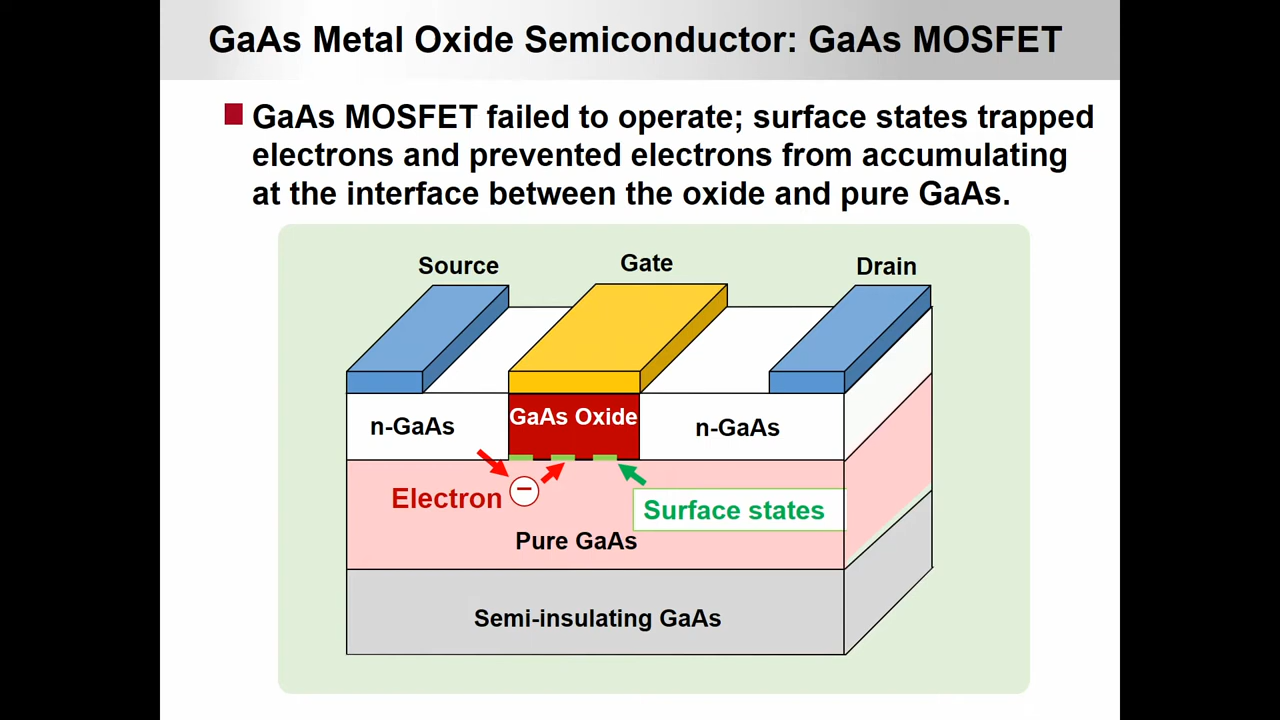 GaAs Metal Oxide Semiconductor: GaAs MOSFET
GaAs MOSFET failed to operate; surface states trapped
electrons and prevented electrons from accumulating
at the interface between the oxide and pure GaAs.
Source
Gate
Drain
n-GaAs
GaAs Oxide
n-GaAs
Electron
−
Surface states
Pure GaAs
Semi-insulating GaAs